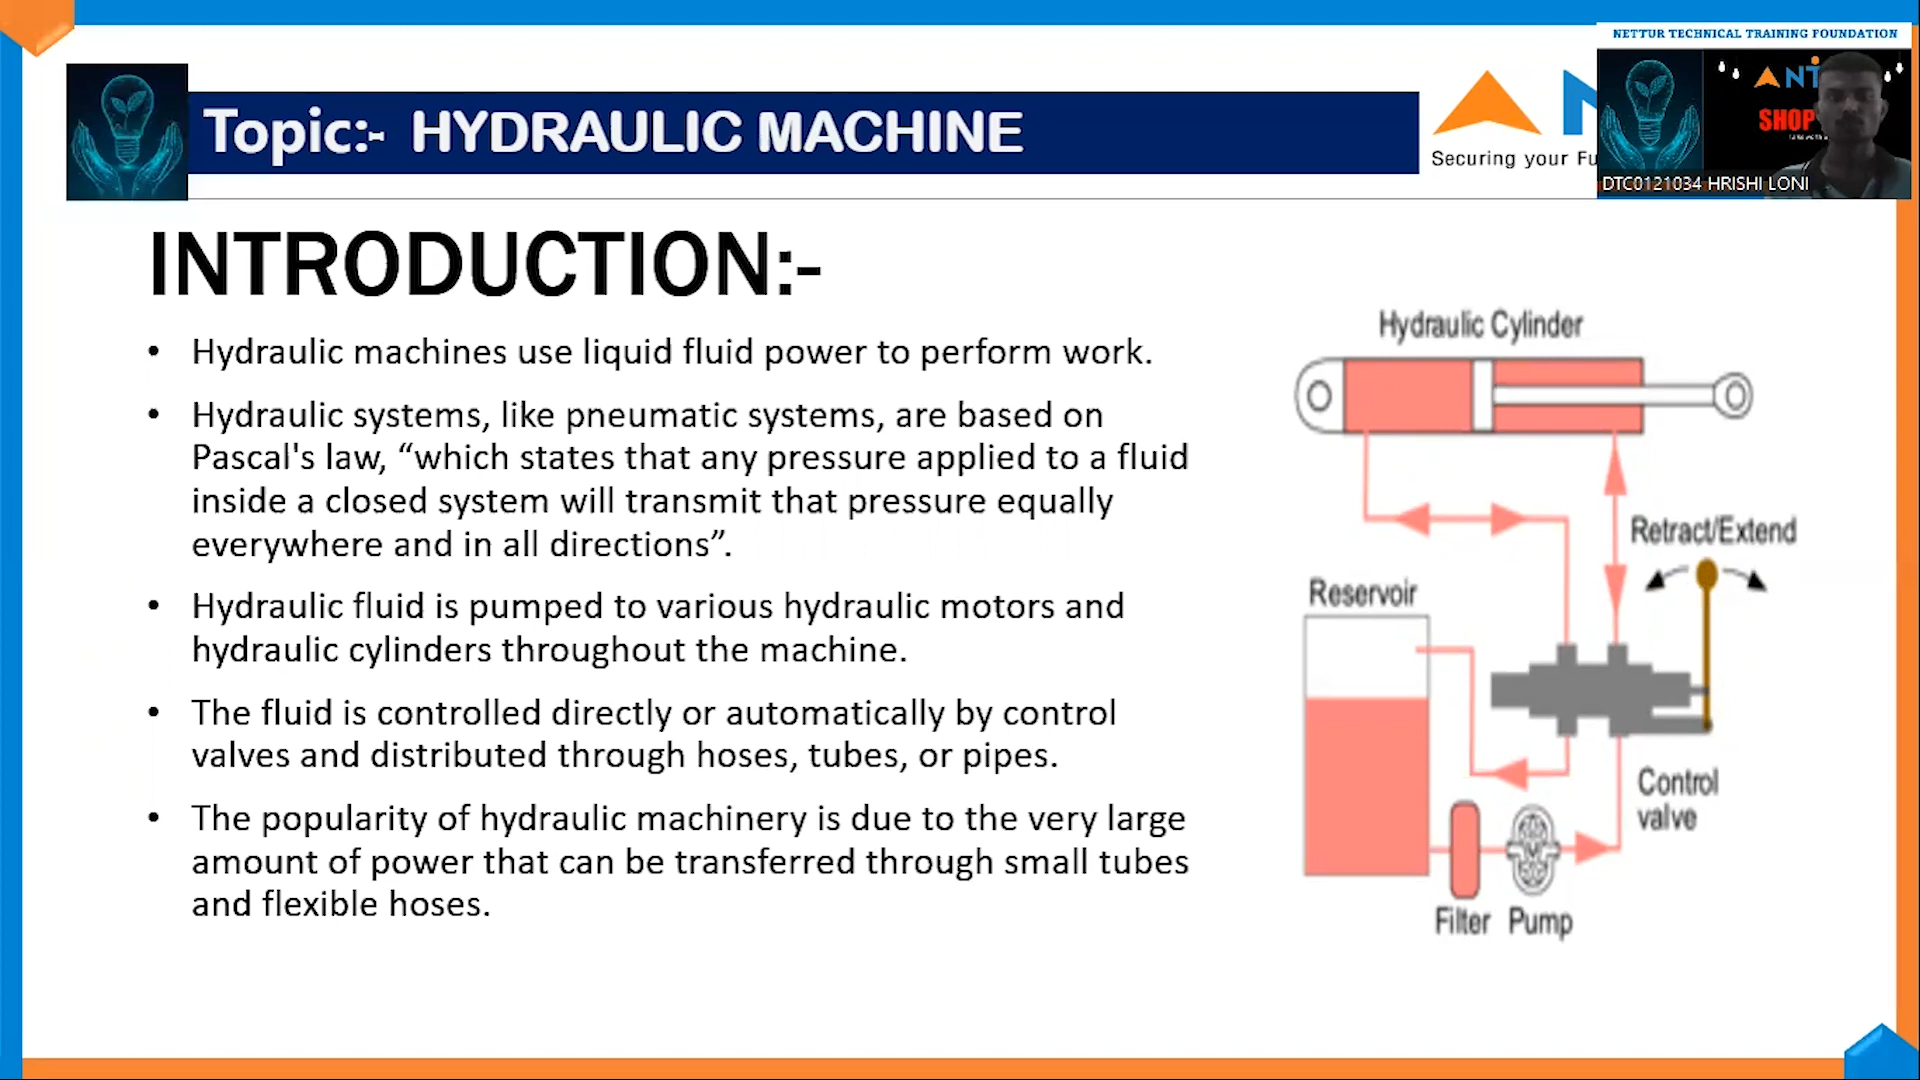 NETTUR TECHNICAL TRAINING FOUNDATION
Topic:- HYDRAULIC MACHINE
Securing your
SHOP
DTC0121034 HRISHI LONI
INTRODUCTION:-
• Hydraulic machines use liquid fluid power to perform work.
• Hydraulic systems, like pneumatic systems, are based on
Pascal's law, “which states that any pressure applied to a fluid
inside a closed system will transmit that pressure equally
everywhere and in all directions”.
• Hydraulic fluid is pumped to various hydraulic motors and
hydraulic cylinders throughout the machine.
• The fluid is controlled directly or automatically by control
valves and distributed through hoses, tubes, or pipes.
• The popularity of hydraulic machinery is due to the very large
amount of power that can be transferred through small tubes
and flexible hoses.
Hydraulic Cylinder
Retract/Extend
Reservoir
Control
valve
Filter Pump